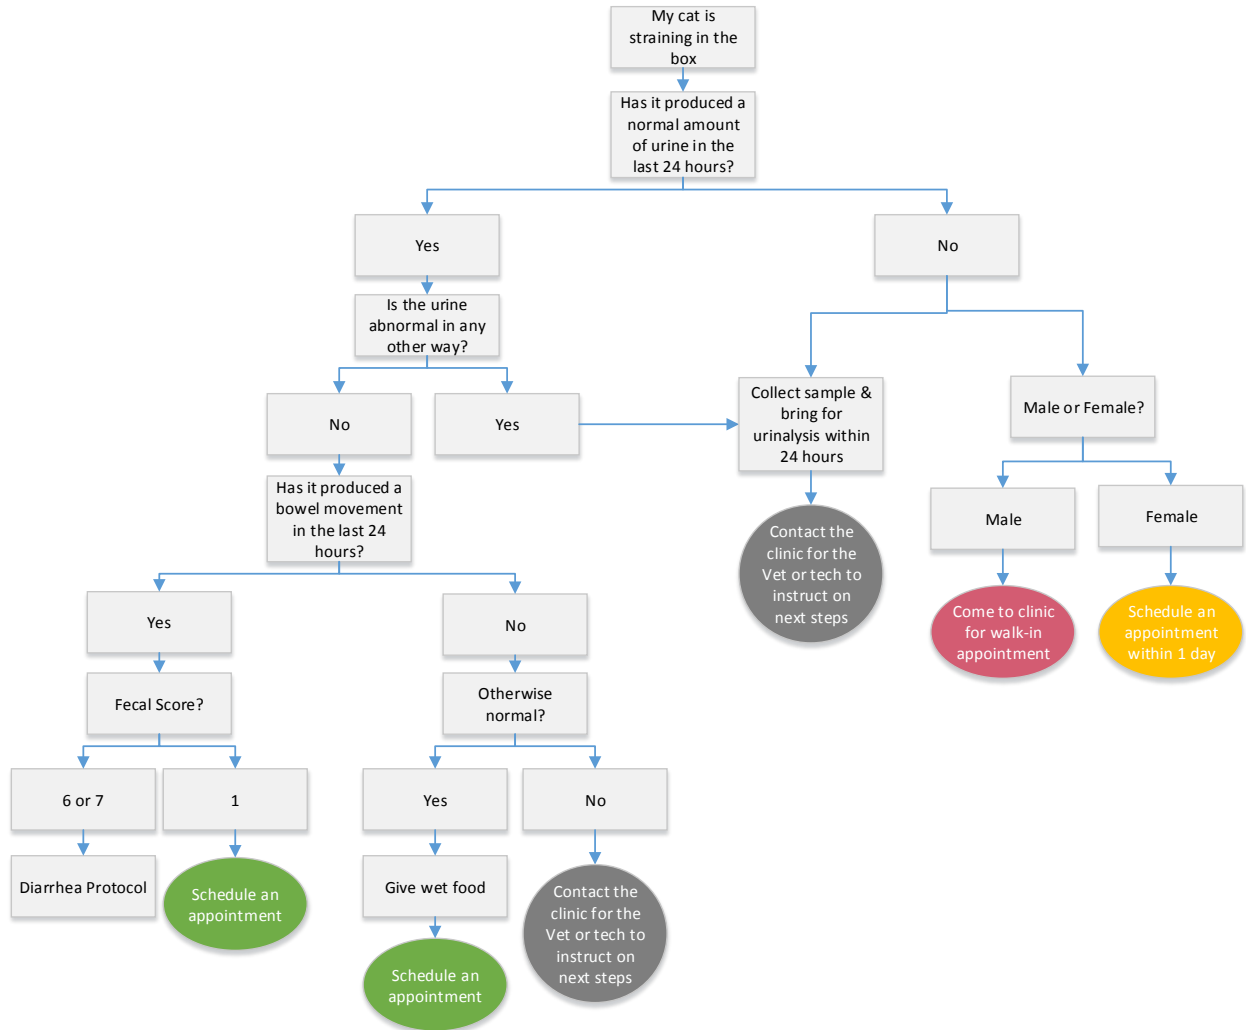 My cat is
straining in the
box
Has it produced a
normal amount
of urine in the
last 24 hours?
Yes
No
Is the urine
abnormal in any
other way?
No
Yes
Collect sample &
bring for
urinalysis within
24 hours
Male or Female?
Has it produced a
bowel movement
in the last 24
hours?
Male
Female
Contact the
clinic for the
Vet or tech to
instruct on
next steps
Come to clinic
for walk-in
appointment
Schedule an
appointment
within 1 day
Yes
No
Fecal Score?
Otherwise
normal?
6 or 7
1
Yes
No
Diarrhea Protocol
Schedule an
appointment
Give wet food
Contact the
clinic for the
Vet or tech to
instruct on
next steps
Schedule an
appointment